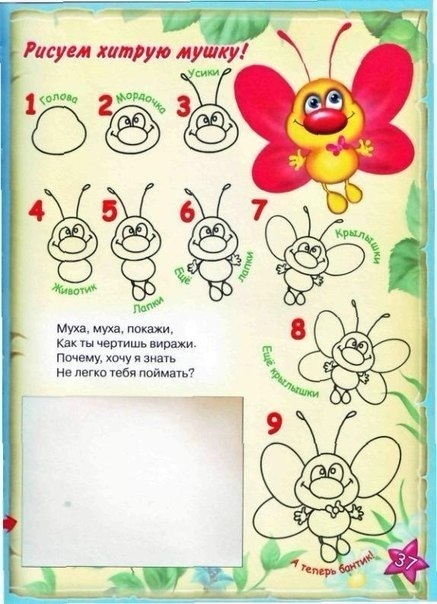 Рисуем хитрую мушку!
1 Голова
2 Мордочка
3 Усики
4 Животик
5 Лапки
6 Ещё лапки
7 Крылышки
Муха, муха, покажи,
Как ты чертишь виражи.
Почему, хочу я знать
Не легко тебя поймать?
8 Ещё крылышки
9 А теперь бантик!
37